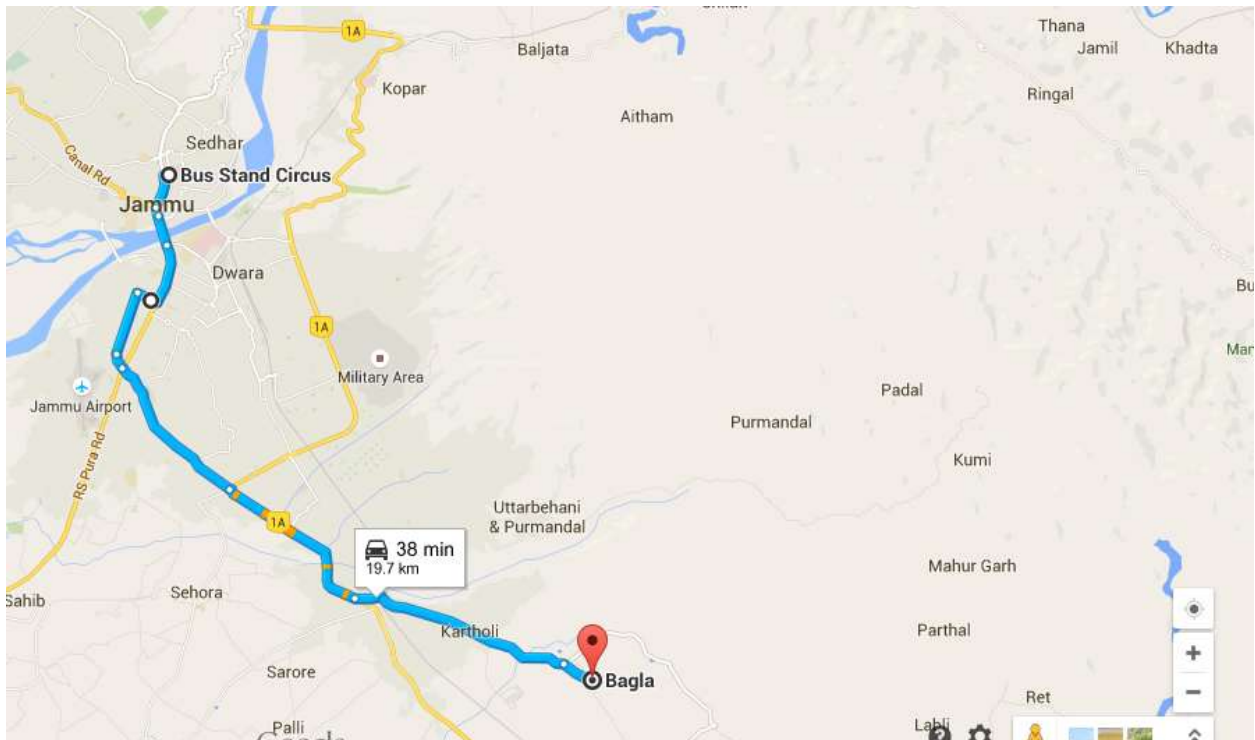 1A
Baljata
Thana
Jamil
Khadta
Kopar
Ringal
Aitham
Sedhar
Canal Rd
Bus Stand Circus
Jammu
Dwara
Bu
1A
Military Area
Man
Jammu Airport
Padal
Purmandal
RS Pura Rd
Kumi
Uttarbehani
& Purmandal
1A
38 min
19.7 km
Mahur Garh
Sehora
Sahib
Kartholi
Parthal
Sarore
Bagla
Ret
Palli
Labli